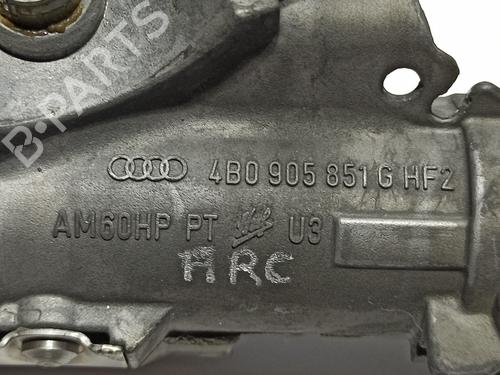 B-PARTS
4B0 905 851 G HF2
AM60HP PT U3
ARC